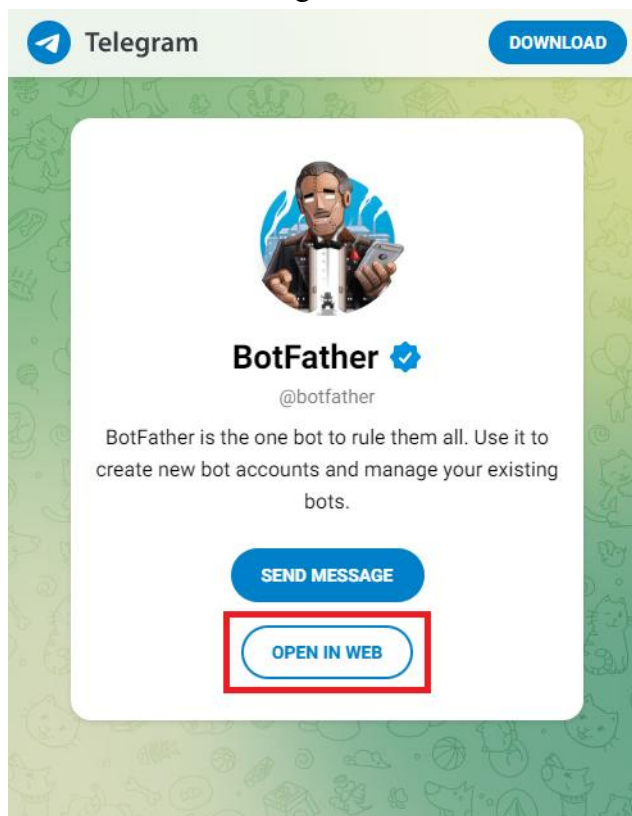 Telegram
DOWNLOAD
BotFather
@botfather
BotFather is the one bot to rule them all. Use it to
create new bot accounts and manage your existing
bots.
SEND MESSAGE
OPEN IN WEB